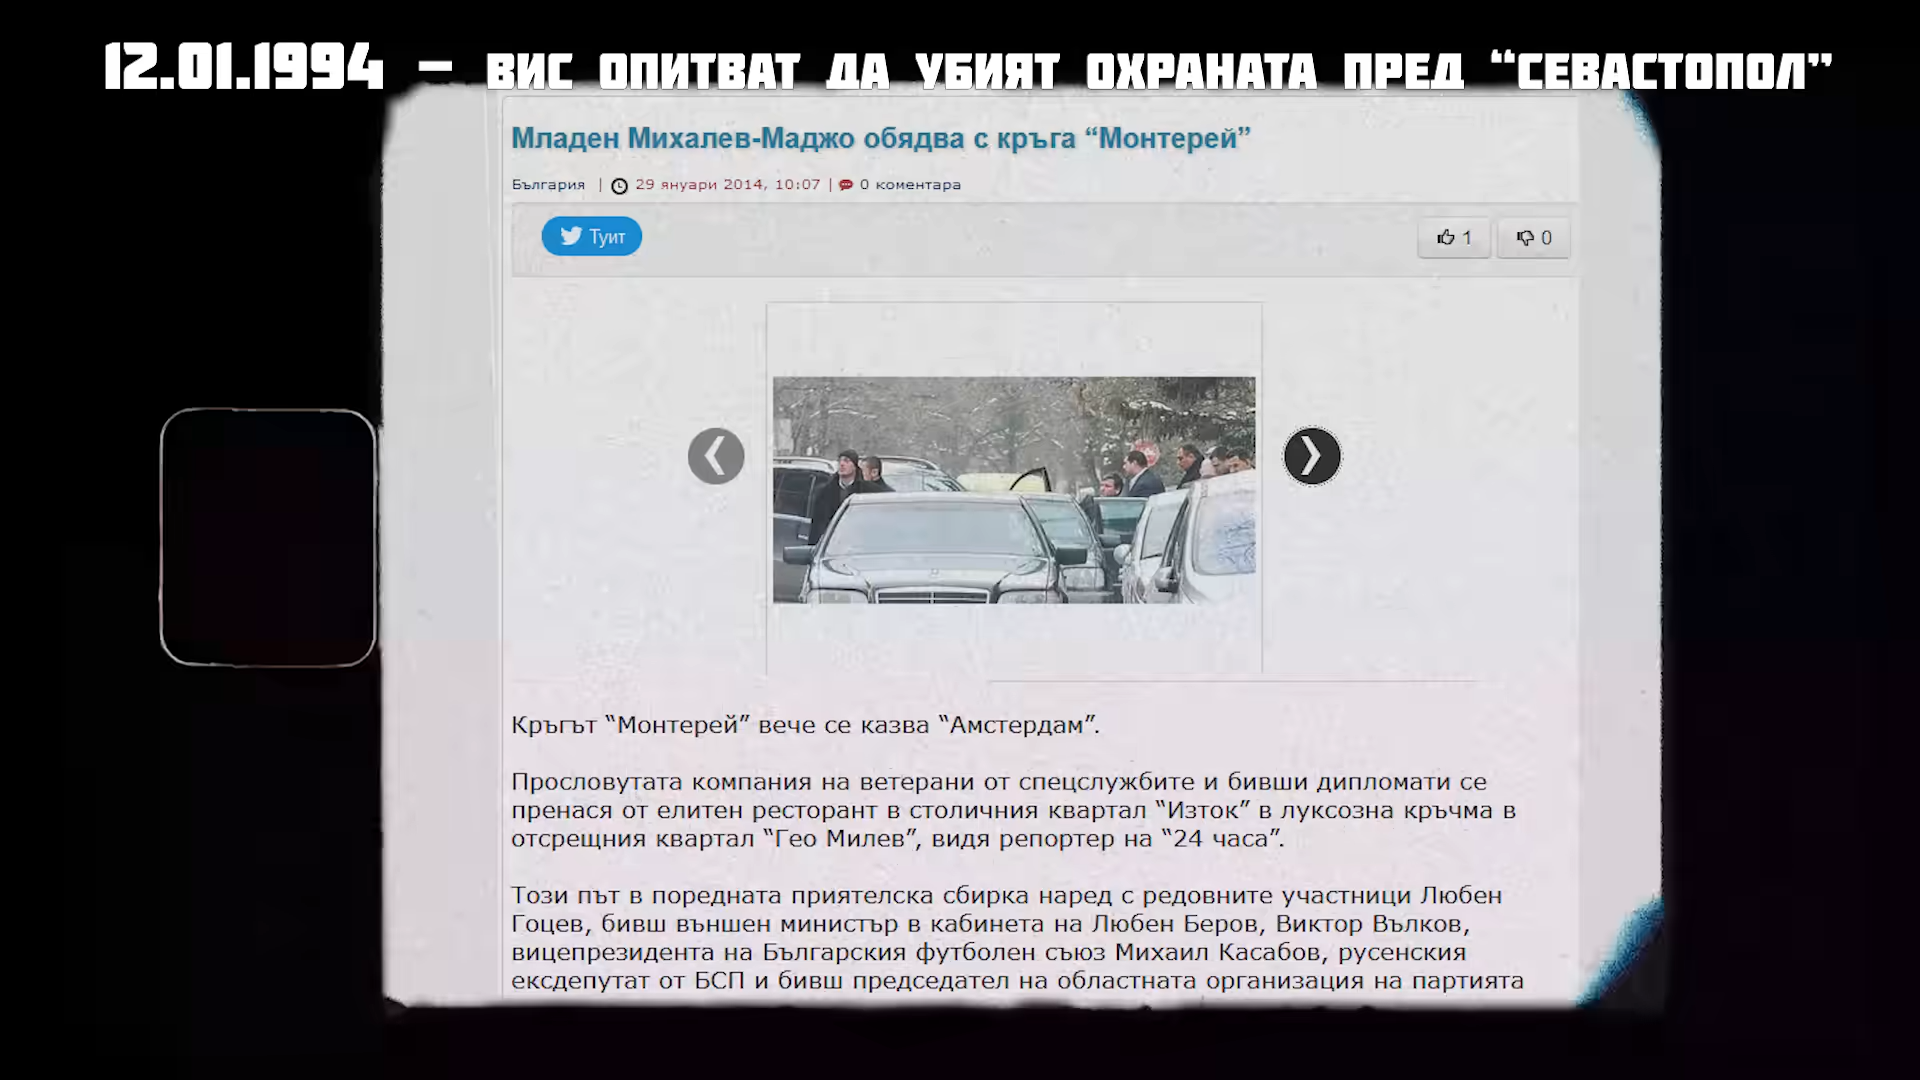 12.01.1994 – ВИС ОПИТВАТ ДА УБИЯТ ОХРАНАТА ПРЕД “СЕВАСТОПОЛ”
Младен Михалев-Маджо обядва с кръга “Монтерей”
България | 29 януари 2014, 10:07 | 0 коментара
Туит
1
0
Кръгът “Монтерей” вече се казва “Амстердам”.
Прословутата компания на ветерани от спецслужбите и бивши дипломати се
пренася от елитен ресторант в столичния квартал “Изток” в луксозна кръчма в
отсрещния квартал “Гео Милев”, видя репортер на “24 часа”.
Този път в поредната приятелска сбирка наред с редовните участници Любен
Гоцев, бивш външен министър в кабинета на Любен Беров, Виктор Вълков,
вицепрезидента на Българския футболен съюз Михаил Касабов, русенския
ексдепутат от БСП и бивш председател на областната организация на партията